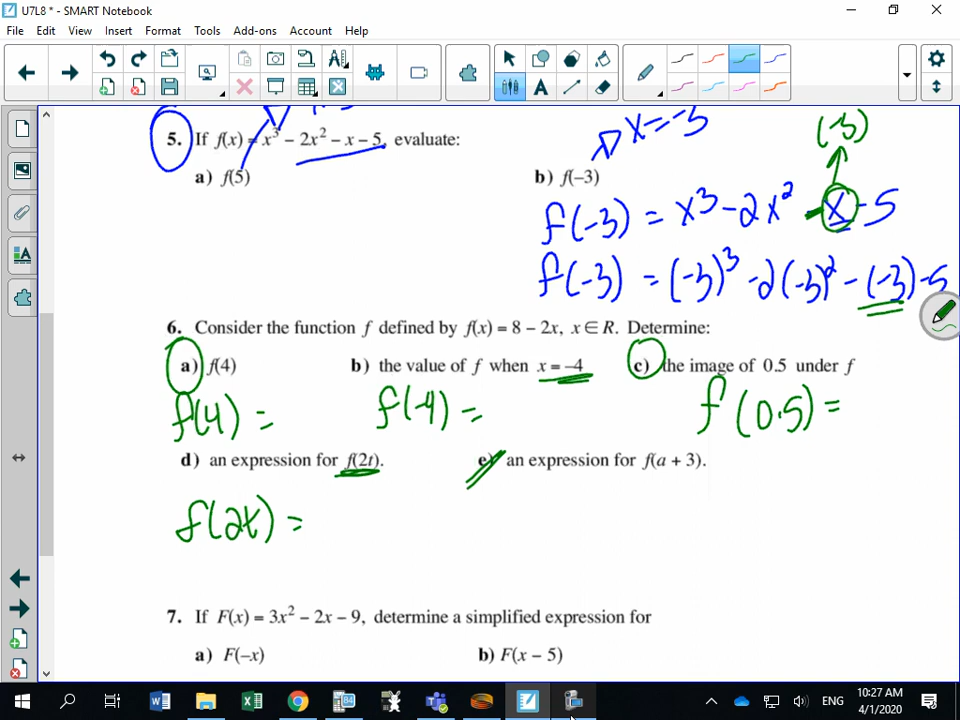 U7L8 * - SMART Notebook
File Edit View Insert Format Tools Add-ons Account Help
5. If f(x) = x³ − 2x² − x − 5, evaluate:
x = -3
(-3)
a) f(5)
b) f(−3)
f(-3) = x³ - 2x² - x - 5
f(-3) = (-3)³ - 2(-3)² - (-3) - 5
6. Consider the function f defined by f(x) = 8 − 2x, x ∈ R. Determine:
a) f(4)
b) the value of f when x = −4
c) the image of 0.5 under f
f(4) =
f(-4) =
f(0.5) =
d) an expression for f(2t).
e) an expression for f(a + 3).
f(2t) =
7. If F(x) = 3x² − 2x − 9, determine a simplified expression for
a) F(−x)
b) F(x − 5)
ENG
10:27 AM
4/1/2020